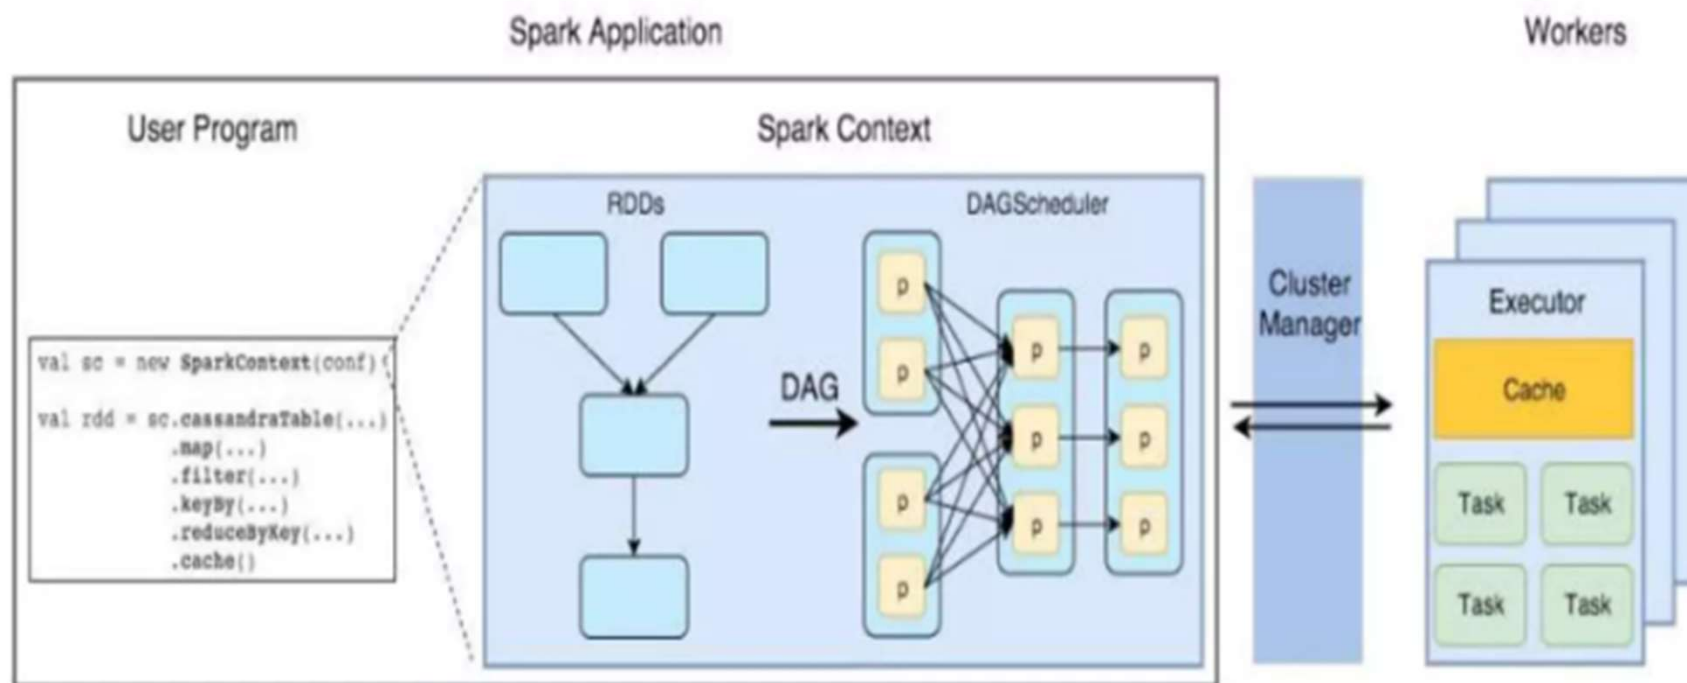 Spark Application
Workers
User Program
Spark Context
val sc = new SparkContext(conf)
val rdd = sc.cassandraTable(...)
.map(...)
.filter(...)
.keyBy(...)
.reduceByKey(...)
.cache()
RDDs
DAG
DAGScheduler
p
p
p
p
p
p
p
p
p
p
Cluster
Manager
Executor
Cache
Task Task
Task Task